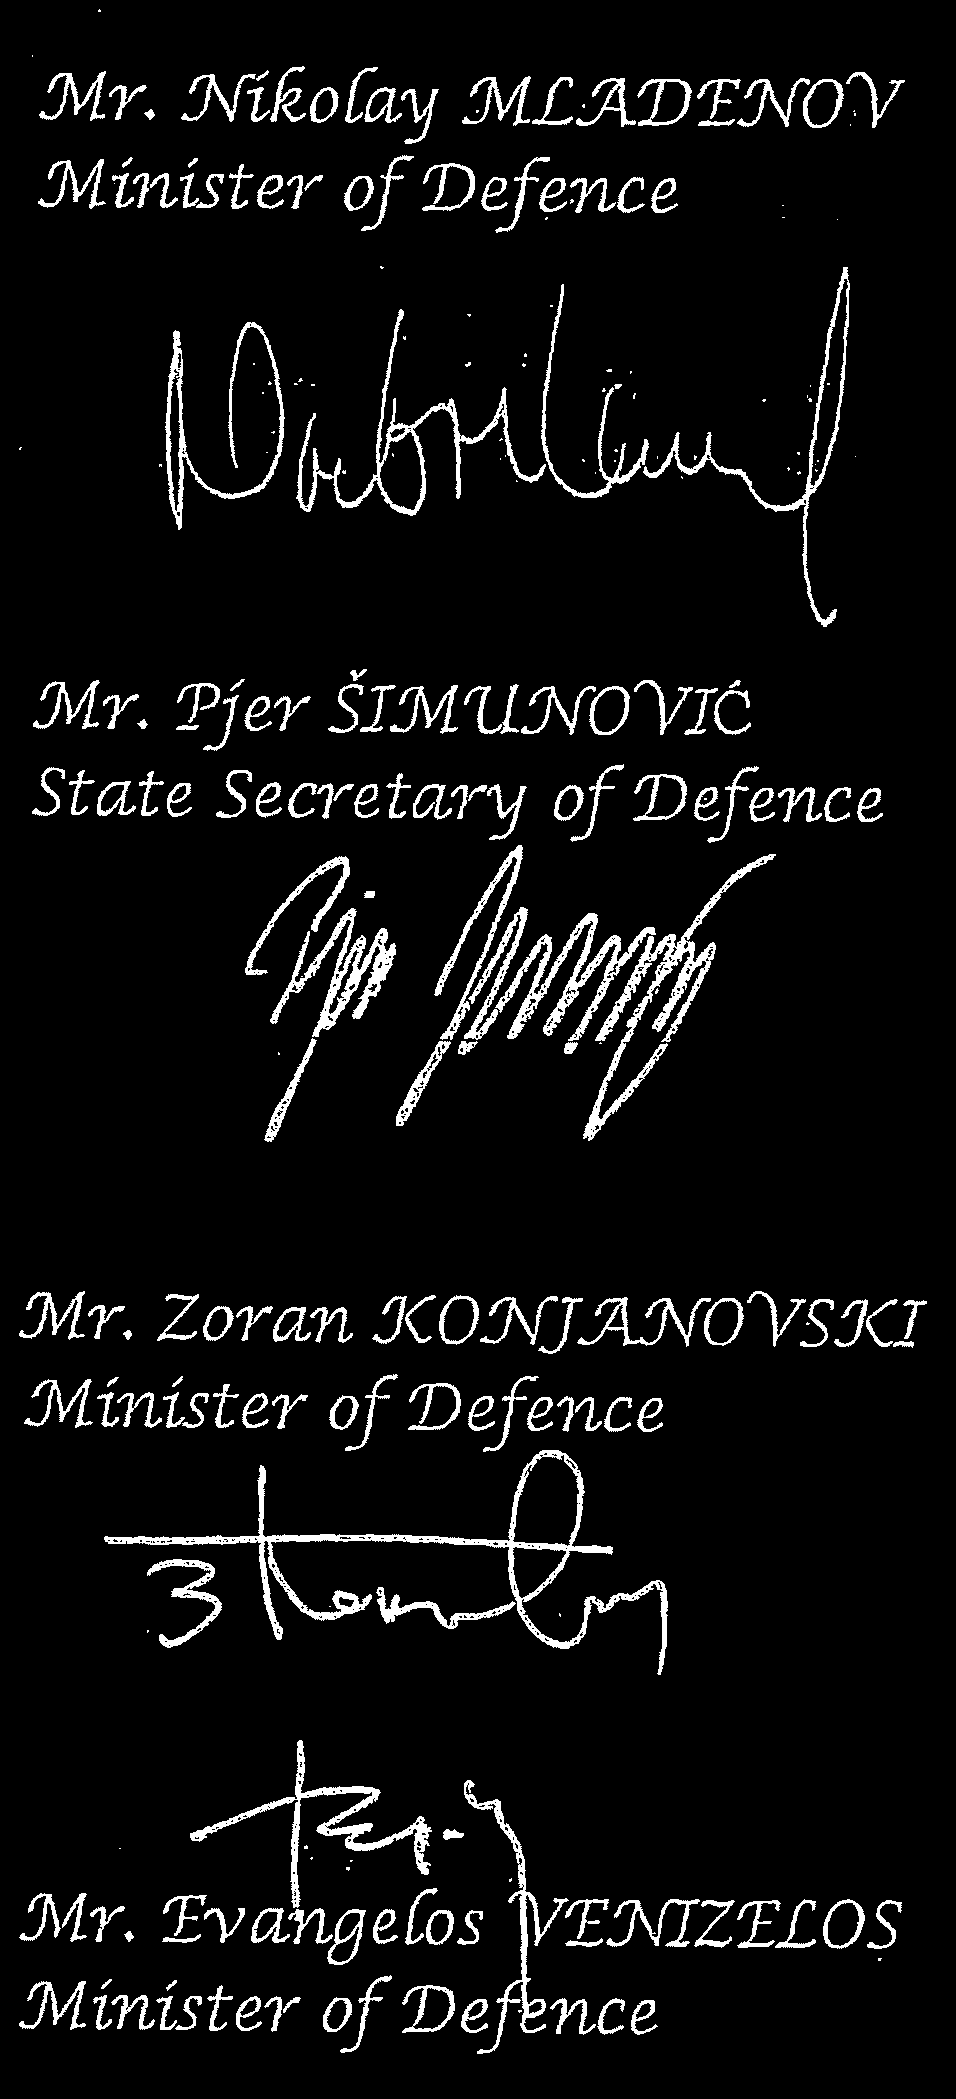 Mr. Nikolay MLADENOV
Minister of Defence
Mr. Pjer ŠIMUNOVIĆ
State Secretary of Defence
Mr. Zoran KONJANOVSKI
Minister of Defence
Mr. Evangelos VENIZELOS
Minister of Defence